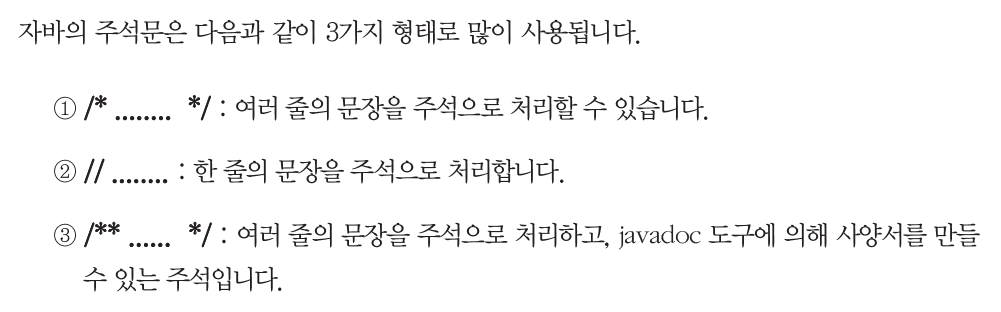 자바의 주석문은 다음과 같이 3가지 형태로 많이 사용됩니다.
① /* ........ */ : 여러 줄의 문장을 주석으로 처리할 수 있습니다.
② // ........ : 한 줄의 문장을 주석으로 처리합니다.
③ /** ...... */ : 여러 줄의 문장을 주석으로 처리하고, javadoc 도구에 의해 사양서를 만들
수 있는 주석입니다.